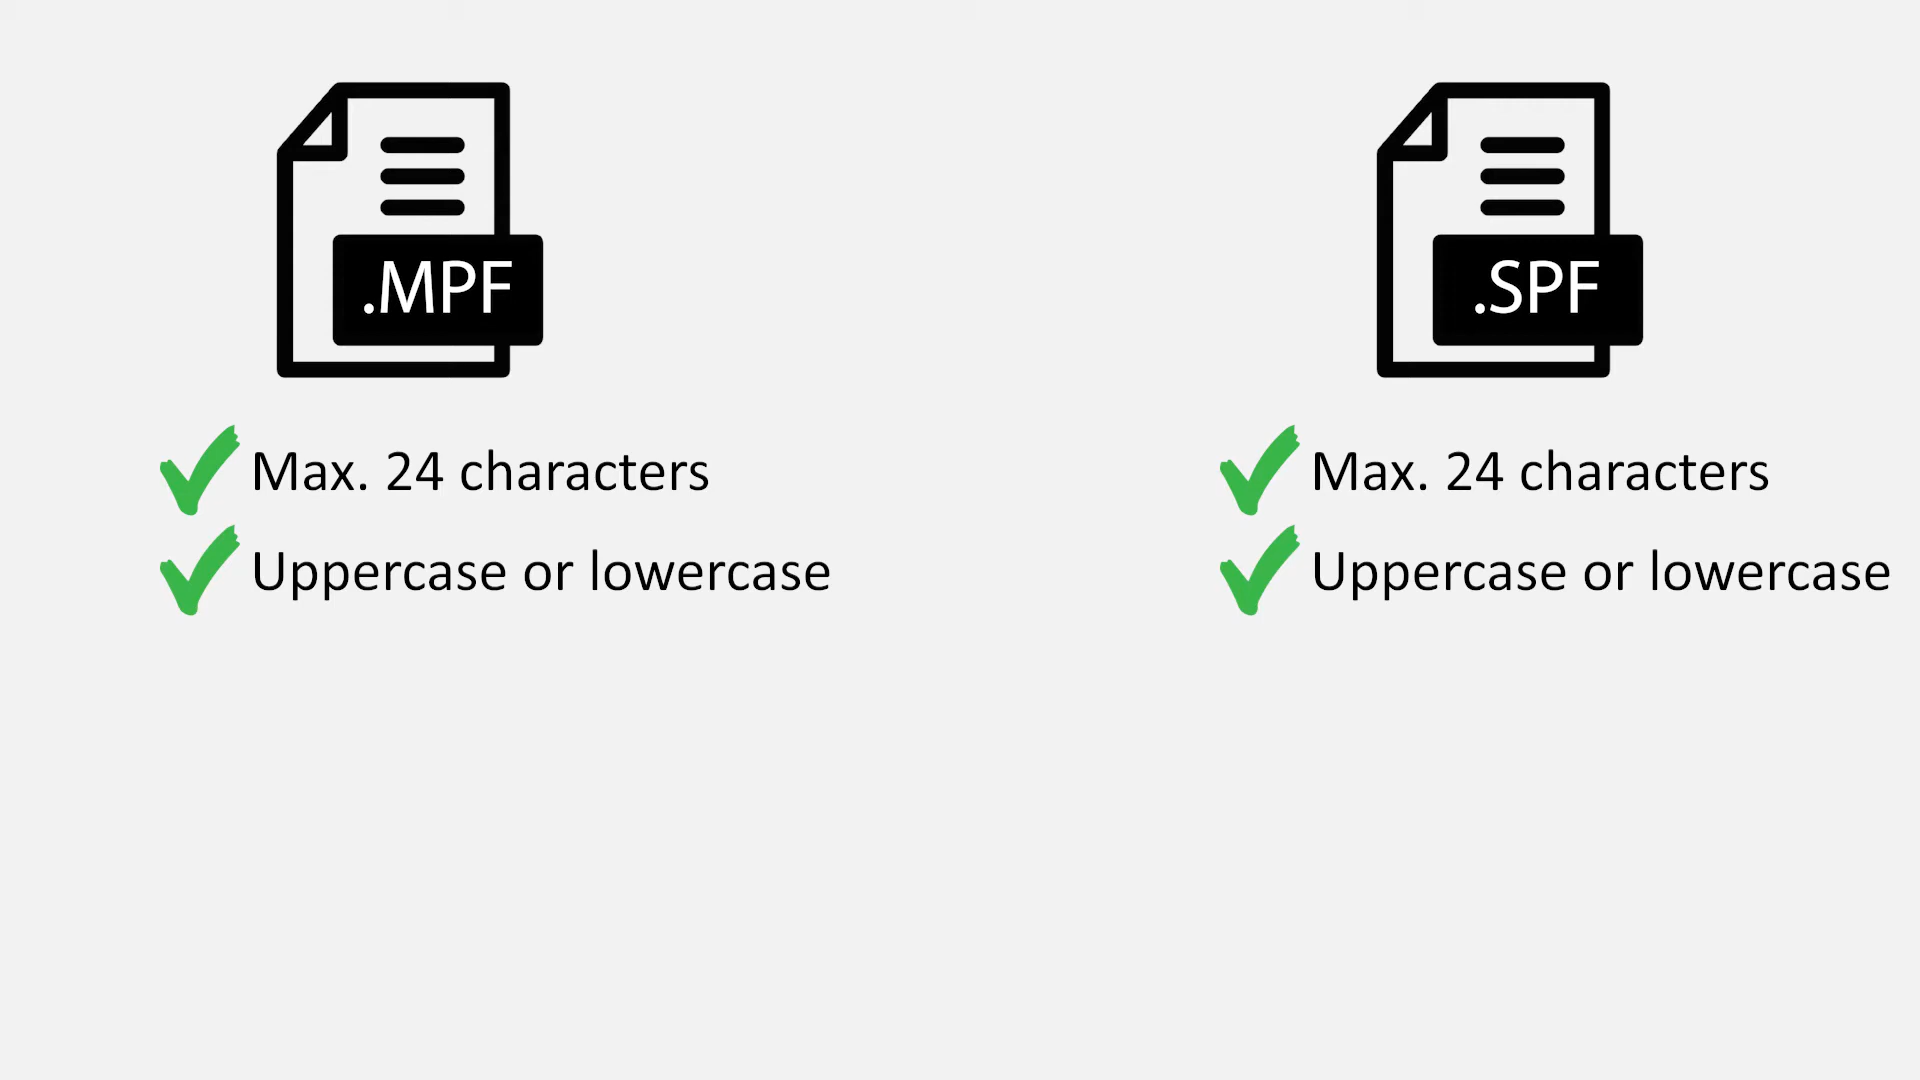 .MPF
Max. 24 characters
Uppercase or lowercase
.SPF
Max. 24 characters
Uppercase or lowercase